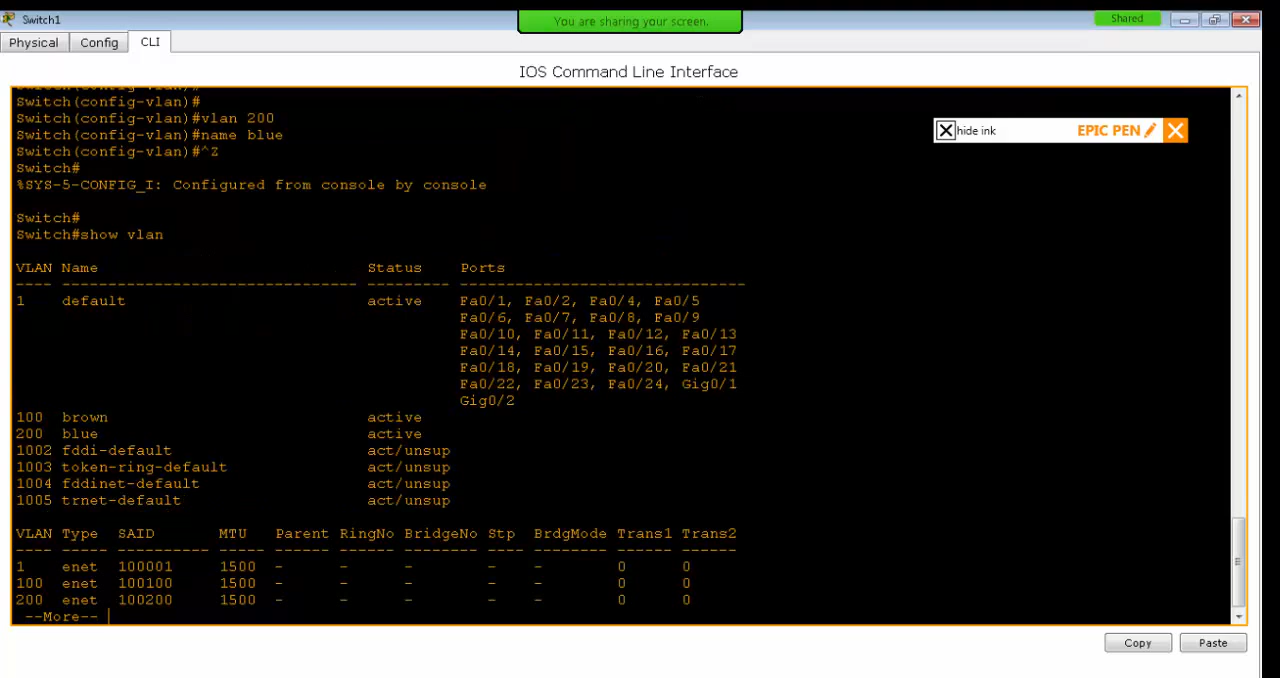 Switch1
You are sharing your screen.
Shared
Physical Config CLI
IOS Command Line Interface
Switch(config-vlan)#
Switch(config-vlan)#
Switch(config-vlan)#vlan 200
Switch(config-vlan)#name blue
Switch(config-vlan)#^Z
Switch#
%SYS-5-CONFIG_I: Configured from console by console
Switch#
Switch#show vlan
VLAN Name Status Ports
---- -------------------------------- --------- -------------------------------
1 default active Fa0/1, Fa0/2, Fa0/4, Fa0/5
Fa0/6, Fa0/7, Fa0/8, Fa0/9
Fa0/10, Fa0/11, Fa0/12, Fa0/13
Fa0/14, Fa0/15, Fa0/16, Fa0/17
Fa0/18, Fa0/19, Fa0/20, Fa0/21
Fa0/22, Fa0/23, Fa0/24, Gig0/1
Gig0/2
100 brown active
200 blue active
1002 fddi-default act/unsup
1003 token-ring-default act/unsup
1004 fddinet-default act/unsup
1005 trnet-default act/unsup
VLAN Type SAID MTU Parent RingNo BridgeNo Stp BrdgMode Trans1 Trans2
---- ----- ---------- ----- ------ ------ -------- ---- -------- ------ ------
1 enet 100001 1500 - - - - - 0 0
100 enet 100100 1500 - - - - - 0 0
200 enet 100200 1500 - - - - - 0 0
--More--
hide ink EPIC PEN
Copy Paste